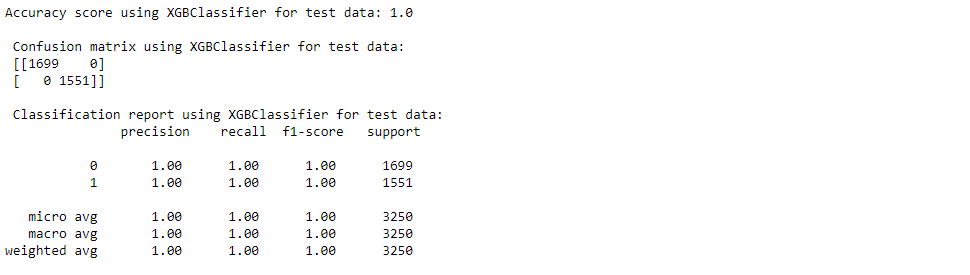 Accuracy score using XGBClassifier for test data: 1.0
Confusion matrix using XGBClassifier for test data:
[[1699    0]
[   0 1551]]
Classification report using XGBClassifier for test data:
precision    recall  f1-score   support
0       1.00      1.00      1.00      1699
1       1.00      1.00      1.00      1551
micro avg       1.00      1.00      1.00      3250
macro avg       1.00      1.00      1.00      3250
weighted avg       1.00      1.00      1.00      3250